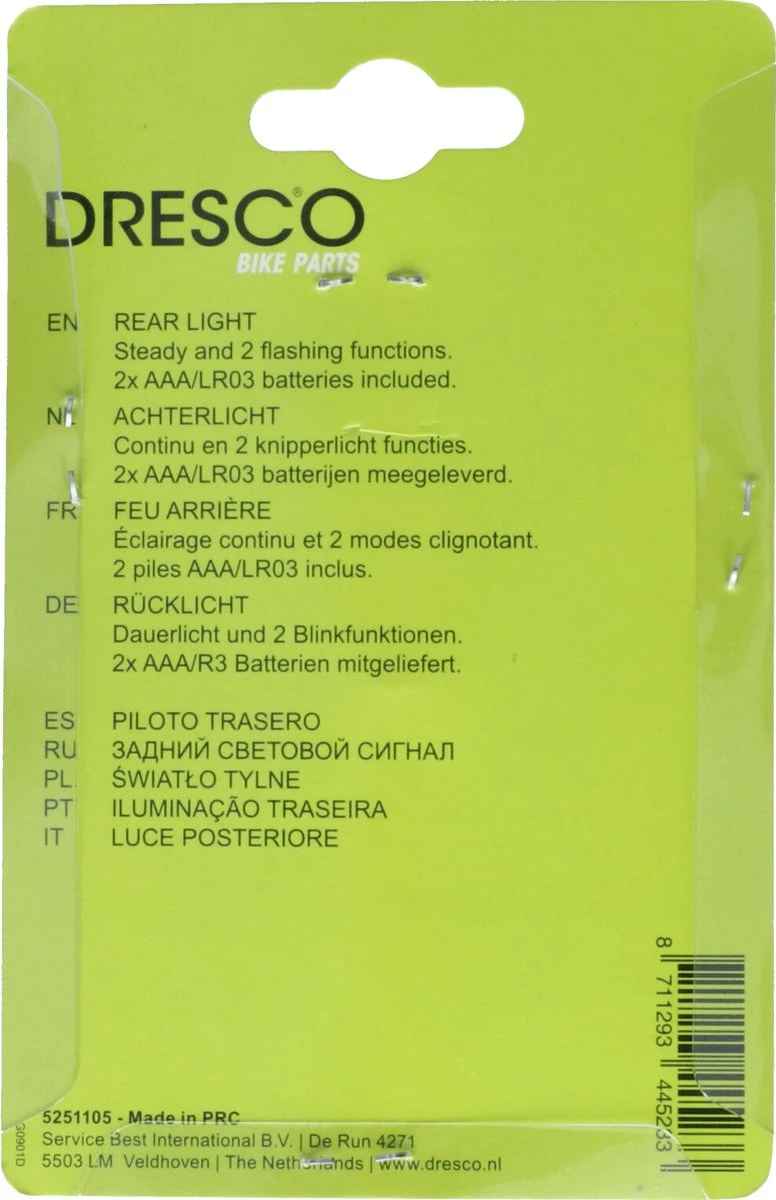 DRESCO®
BIKE PARTS
EN REAR LIGHT
Steady and 2 flashing functions.
2x AAA/LR03 batteries included.
NL ACHTERLICHT
Continu en 2 knipperlicht functies.
2x AAA/LR03 batterijen meegeleverd.
FR FEU ARRIÈRE
Éclairage continu et 2 modes clignotant.
2 piles AAA/LR03 inclus.
DE RÜCKLICHT
Dauerlicht und 2 Blinkfunktionen.
2x AAA/R3 Batterien mitgeliefert.
ES PILOTO TRASERO
RU ЗАДНИЙ СВЕТОВОЙ СИГНАЛ
PL ŚWIATŁO TYLNE
PT ILUMINAÇÃO TRASEIRA
IT LUCE POSTERIORE
8 711293 445233
5251105 - Made in PRC
Service Best International B.V. | De Run 4271
5503 LM Veldhoven | The Netherlands | www.dresco.nl
G0901D